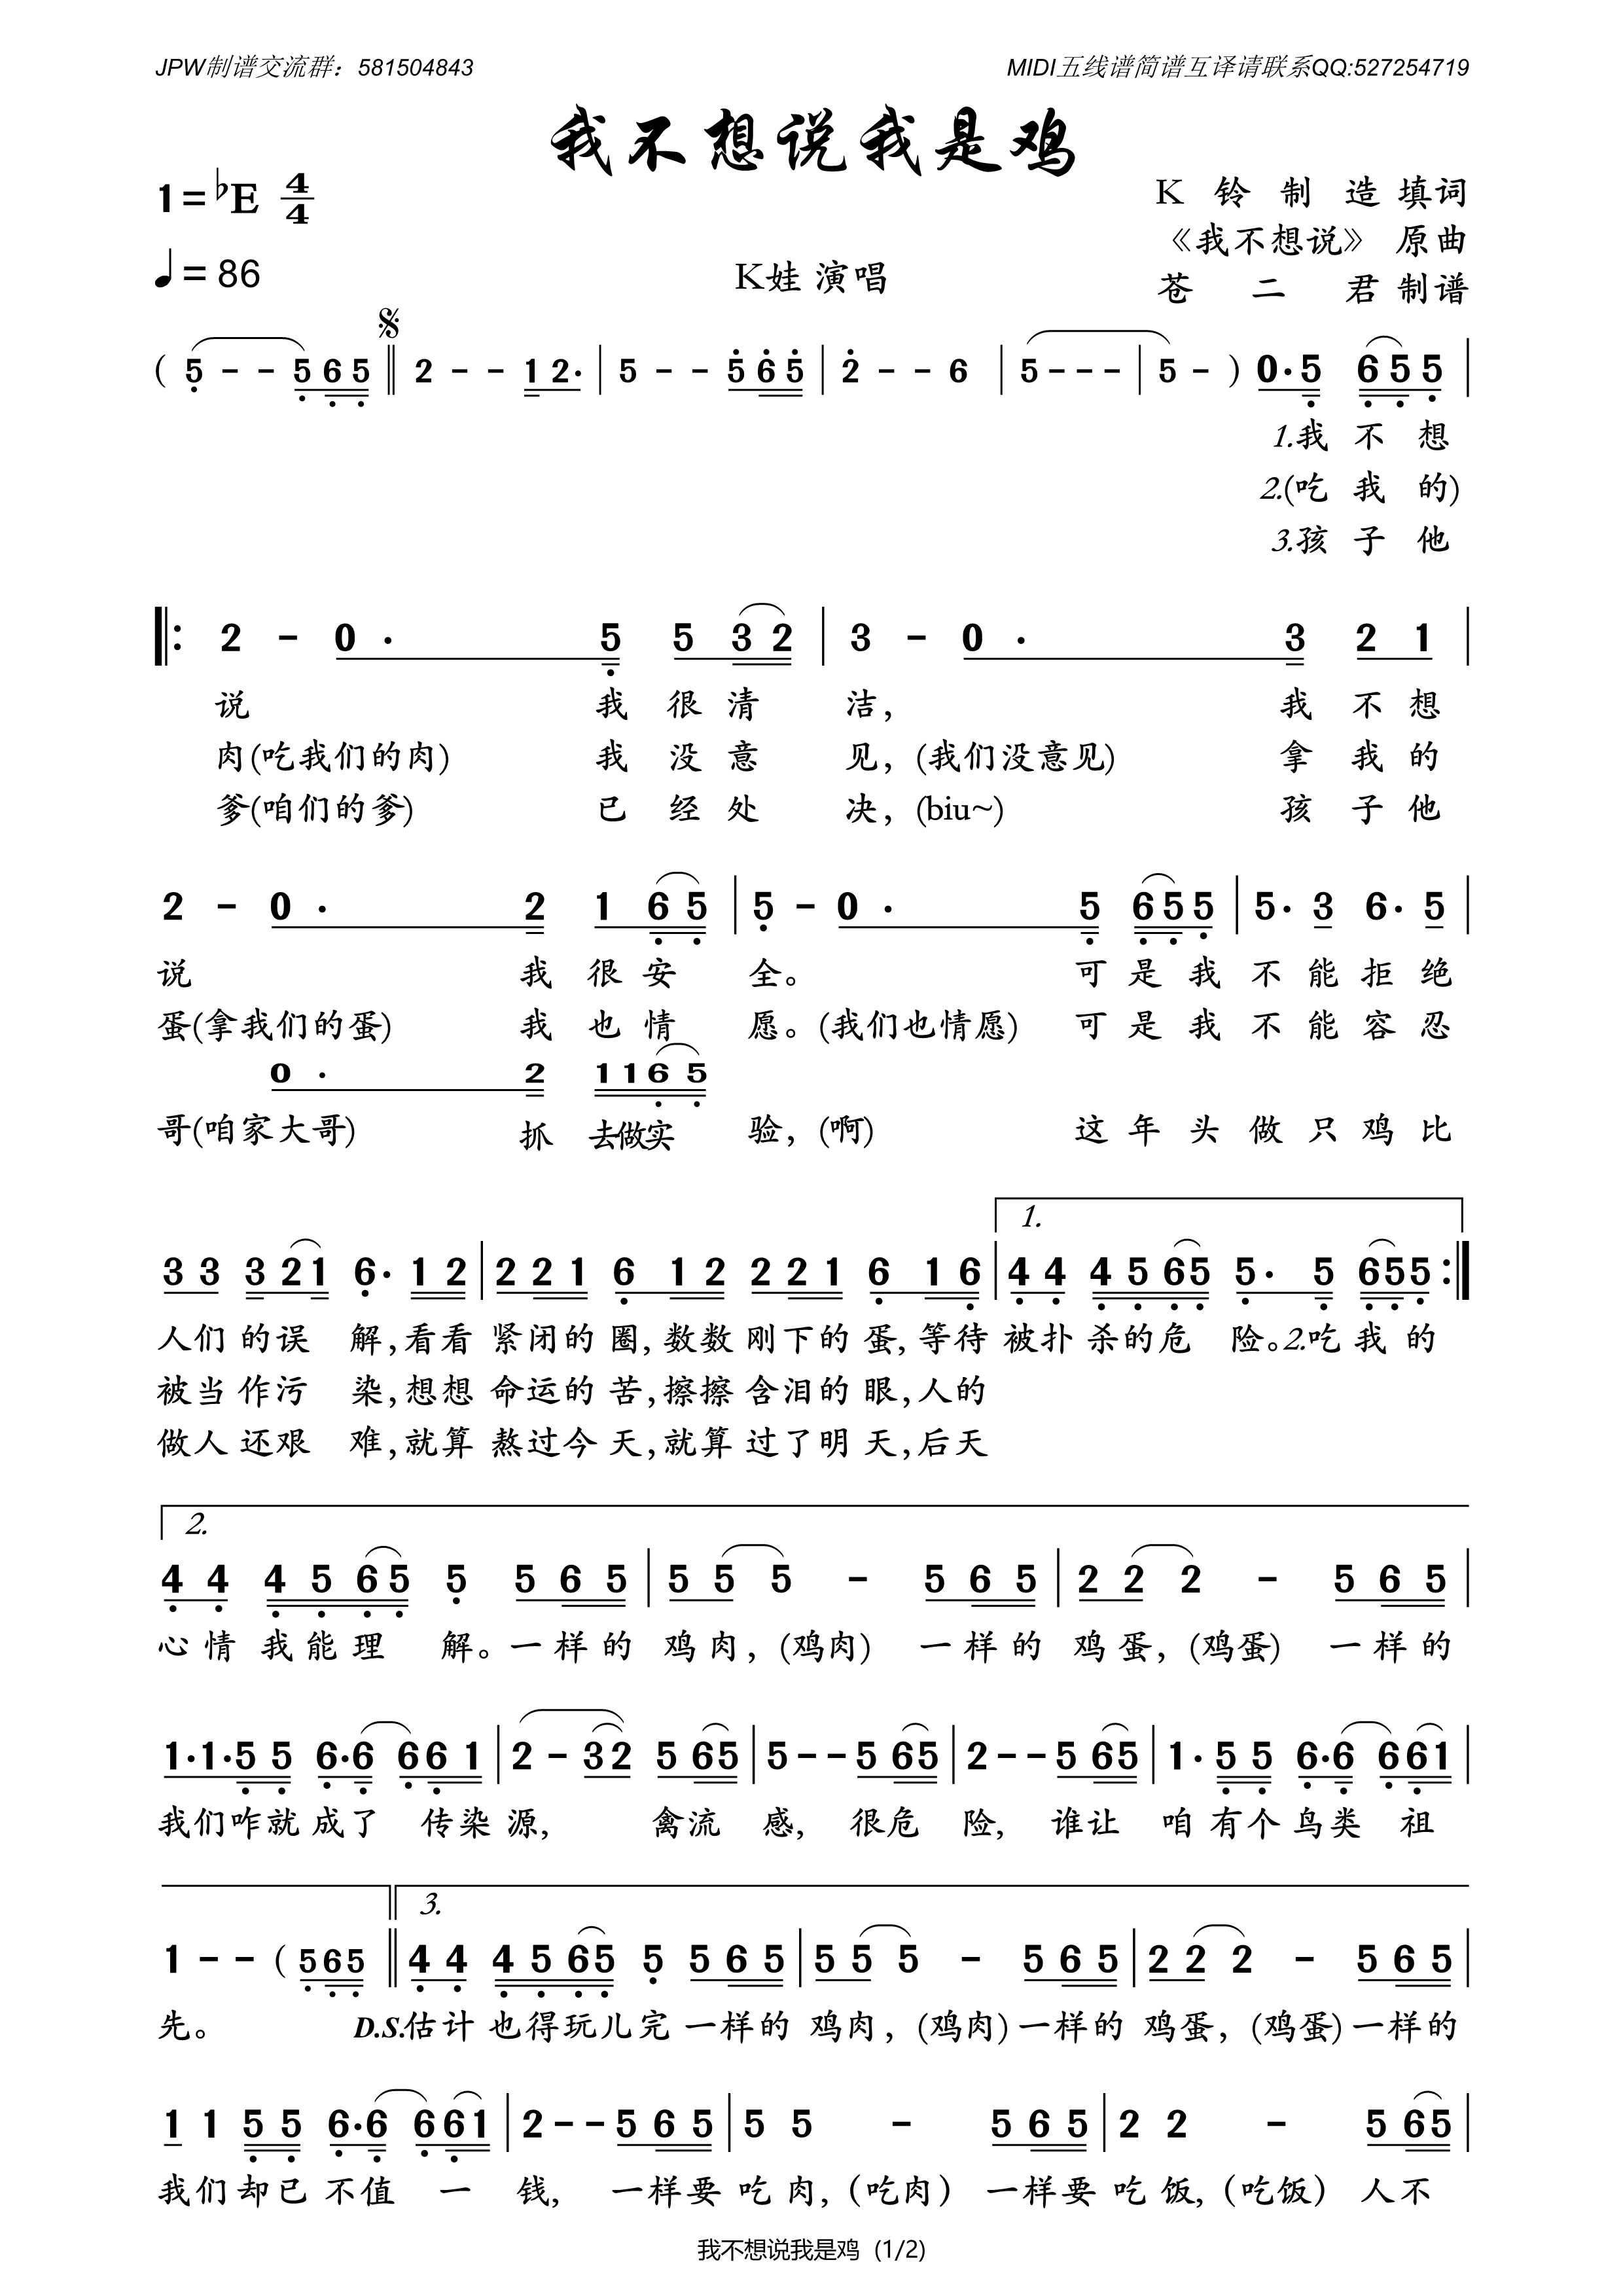 JPW制谱交流群：581504843
MIDI五线谱简谱互译请联系QQ:527254719
我不想说我是鸡
1=♭E 4/4
K 铃 制 造 填词
《我不想说》 原曲
♩=86
K娃 演唱
苍 二 君 制谱
( 5 - - 5 6 5 ‖ 2 - - 1 2· | 5 - - 5 6 5 | 2 - - 6 | 5 - - - | 5 - ) 0·5 6 5 5 |
1.我 不 想
2.(吃 我 的)
3.孩 子 他
‖: 2 - 0 · 5 5 3 2 | 3 - 0 · 3 2 1 |
说 我 很 清 洁， 我 不 想
肉(吃我们的肉) 我 没 意 见，(我们没意见) 拿 我 的
爹(咱们的爹) 已 经 处 决，(biu~) 孩 子 他
2 - 0 · 2 1 6 5 | 5 - 0 · 5 6 5 5 | 5· 3 6· 5 |
说 我 很 安 全。 可 是 我 不 能 拒 绝
蛋(拿我们的蛋) 我 也 情 愿。(我们也情愿) 可 是 我 不 能 容 忍
0 · 2 1 1 6 5
哥(咱家大哥) 抓 去做实 验，(啊) 这 年 头 做 只 鸡 比
1.
3 3 3 2 1 6· 1 2 | 2 2 1 6 1 2 2 2 1 6 1 6 | 4 4 4 5 6 5 5· 5 6 5 5 :‖
人们 的误 解,看看 紧闭的 圈,数数 刚下的 蛋,等待 被扑 杀的危 险。2.吃 我 的
被当 作污 染,想想 命运的 苦,擦擦 含泪的 眼,人的
做人 还艰 难,就算 熬过今 天,就算 过了明 天,后天
2.
4 4 4 5 6 5 5 5 6 5 | 5 5 5 - 5 6 5 | 2 2 2 - 5 6 5 |
心 情 我 能 理 解。一 样 的 鸡 肉，(鸡肉) 一 样 的 鸡 蛋，(鸡蛋) 一 样 的
1·1·5 5 6·6 6 6 1 | 2 - 3 2 5 6 5 | 5 - - 5 6 5 | 2 - - 5 6 5 | 1· 5 5 6·6 6 6 1 |
我们咋就 成了 传染 源， 禽流 感， 很危 险， 谁让 咱 有个 鸟类 祖
3.
1 - - ( 5 6 5 ‖ 4 4 4 5 6 5 5 5 6 5 | 5 5 5 - 5 6 5 | 2 2 2 - 5 6 5 |
先。 D.S.估计 也得玩儿完 一样的 鸡肉，(鸡肉)一样的 鸡蛋，(鸡蛋)一样的
1 1 5 5 6·6 6 6 1 | 2 - - 5 6 5 | 5 5 - 5 6 5 | 2 2 - 5 6 5 |
我们 却已 不值 一 钱， 一样要 吃肉，（吃肉） 一样要 吃饭，（吃饭） 人不
我不想说我是鸡 (1/2)